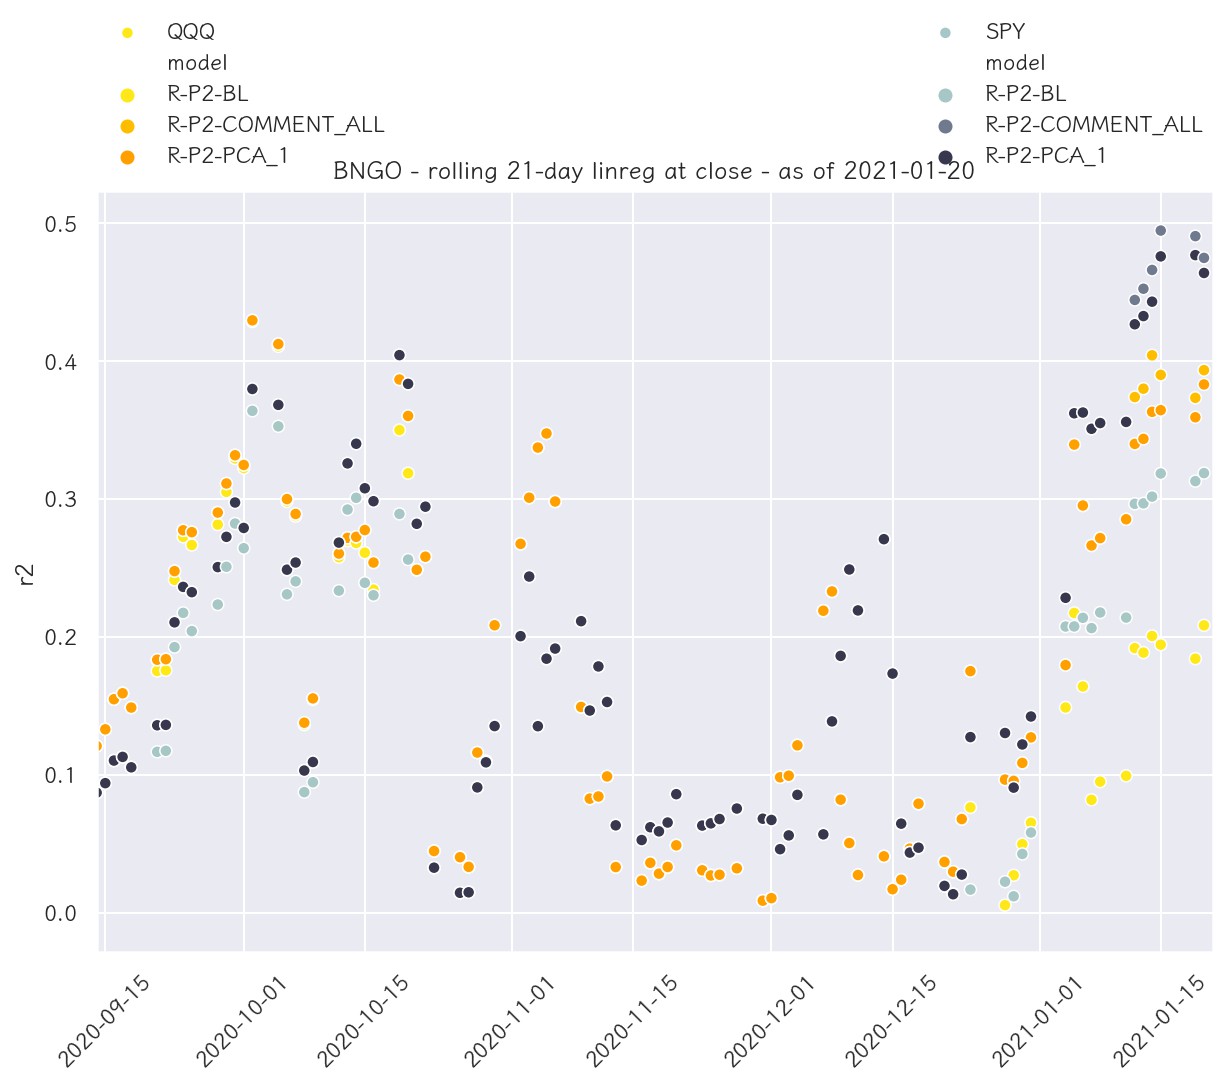 QQQ
model
R-P2-BL
R-P2-COMMENT_ALL
R-P2-PCA_1
SPY
model
R-P2-BL
R-P2-COMMENT_ALL
R-P2-PCA_1
BNGO - rolling 21-day linreg at close - as of 2021-01-20
r2
0.5
0.4
0.3
0.2
0.1
0.0
2020-09-15
2020-10-01
2020-10-15
2020-11-01
2020-11-15
2020-12-01
2020-12-15
2021-01-01
2021-01-15